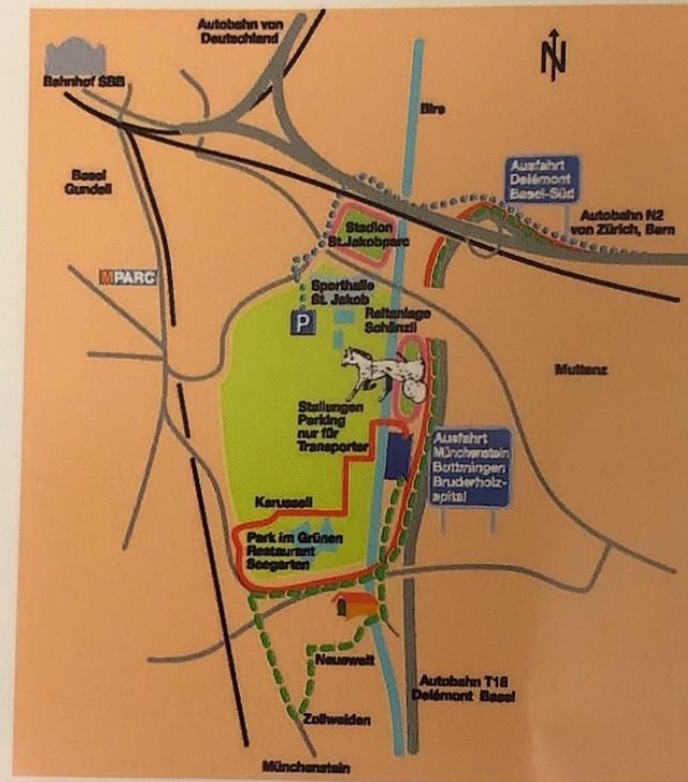 Autobahn von
Deutschland
N
Bahnhof SBB
Birs
Ausfahrt
Delémont
Basel-Süd
Basel
Gundeli
Autobahn N2
von Zürich, Bern
Stadion
St.Jakobparc
MPARC
Sporthalle
St. Jakob
P
Reitanlage
Schänzli
Muttenz
Stallungen
Parking
nur für
Transporter
Ausfahrt
Münchenstein
Bottmingen
Bruderholz-
spital
Karussell
Park im Grünen
Restaurant
Seegarten
Neuewelt
Autobahn T18
Delémont Basel
Zollweiden
Münchenstein